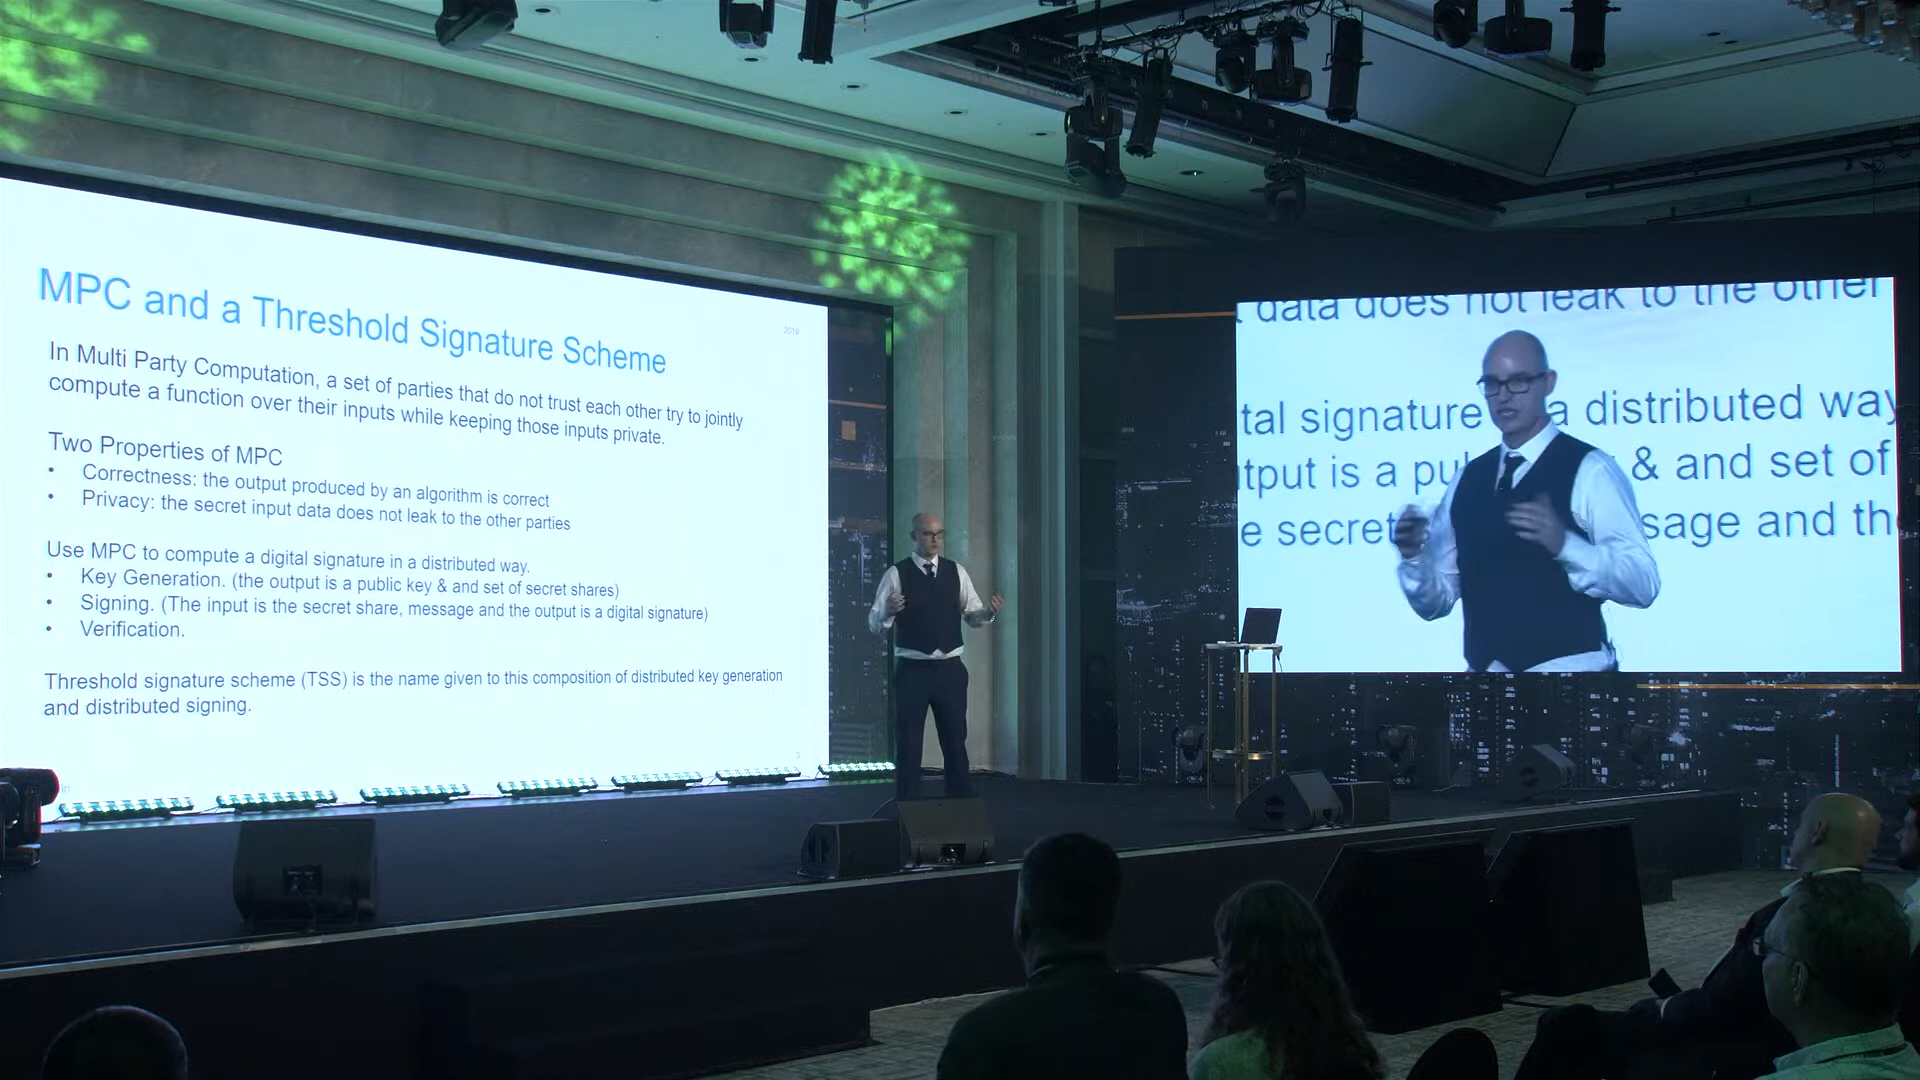 MPC and a Threshold Signature Scheme
2019
In Multi Party Computation, a set of parties that do not trust each other try to jointly
compute a function over their inputs while keeping those inputs private.
Two Properties of MPC
• Correctness: the output produced by an algorithm is correct
• Privacy: the secret input data does not leak to the other parties
Use MPC to compute a digital signature in a distributed way.
• Key Generation. (the output is a public key & and set of secret shares)
• Signing. (The input is the secret share, message and the output is a digital signature)
• Verification.
Threshold signature scheme (TSS) is the name given to this composition of distributed key generation
and distributed signing.
3
data does not leak to the other
tal signature a distributed way
tput is a pu & and set of
e secret sage and th